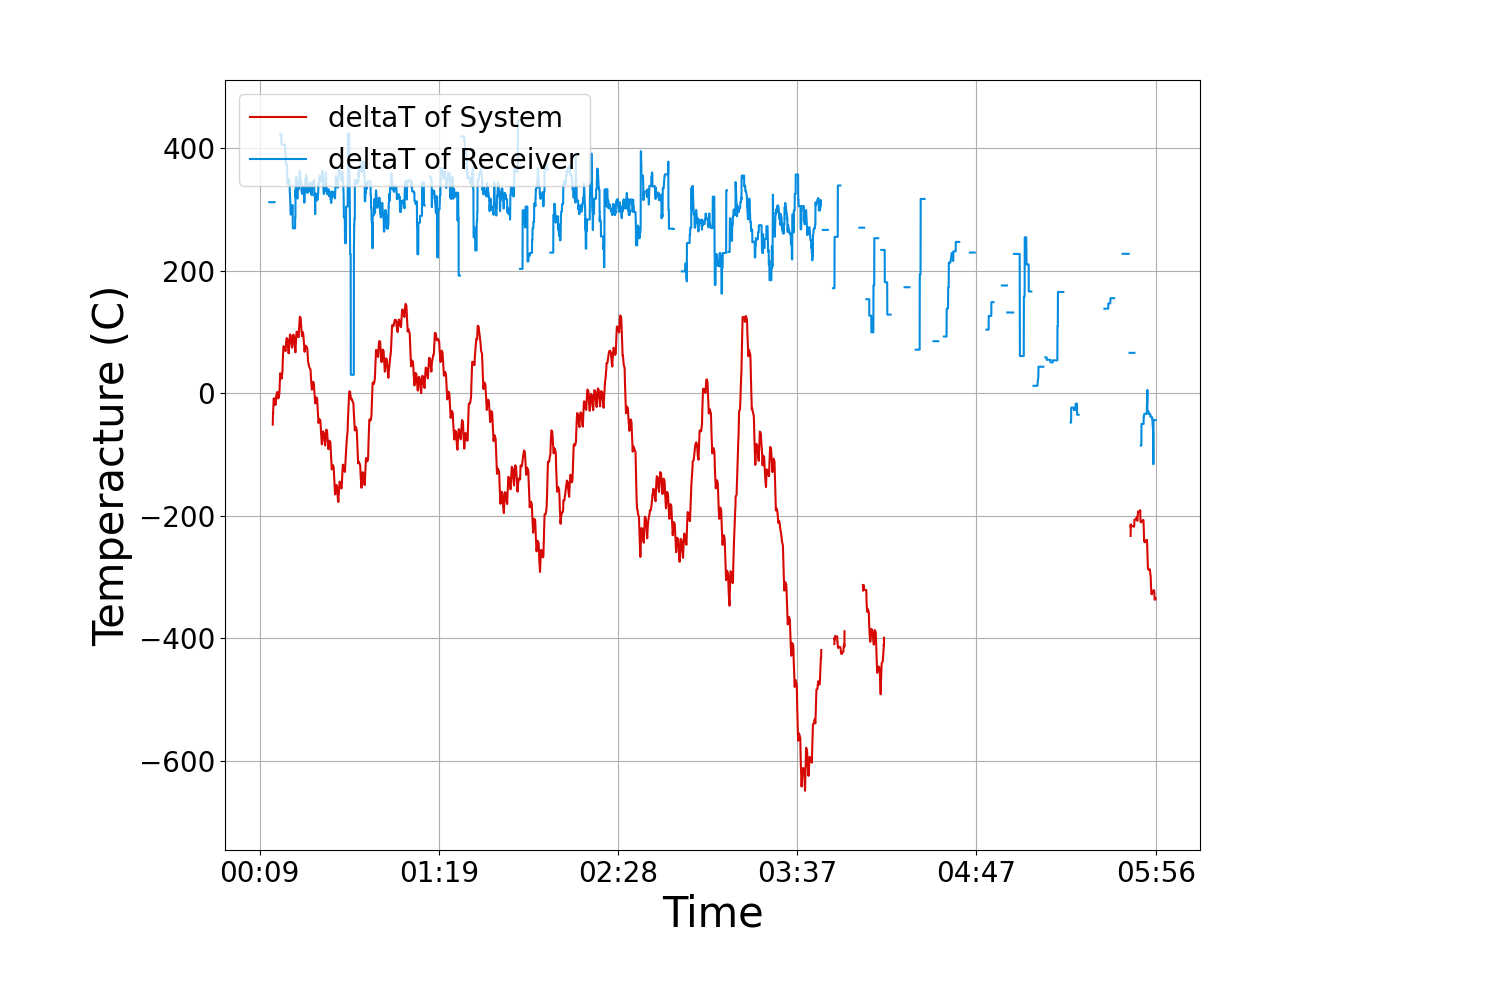 deltaT of System
deltaT of Receiver
400
200
0
−200
−400
−600
Temperacture (C)
00:09 01:19 02:28 03:37 04:47 05:56
Time